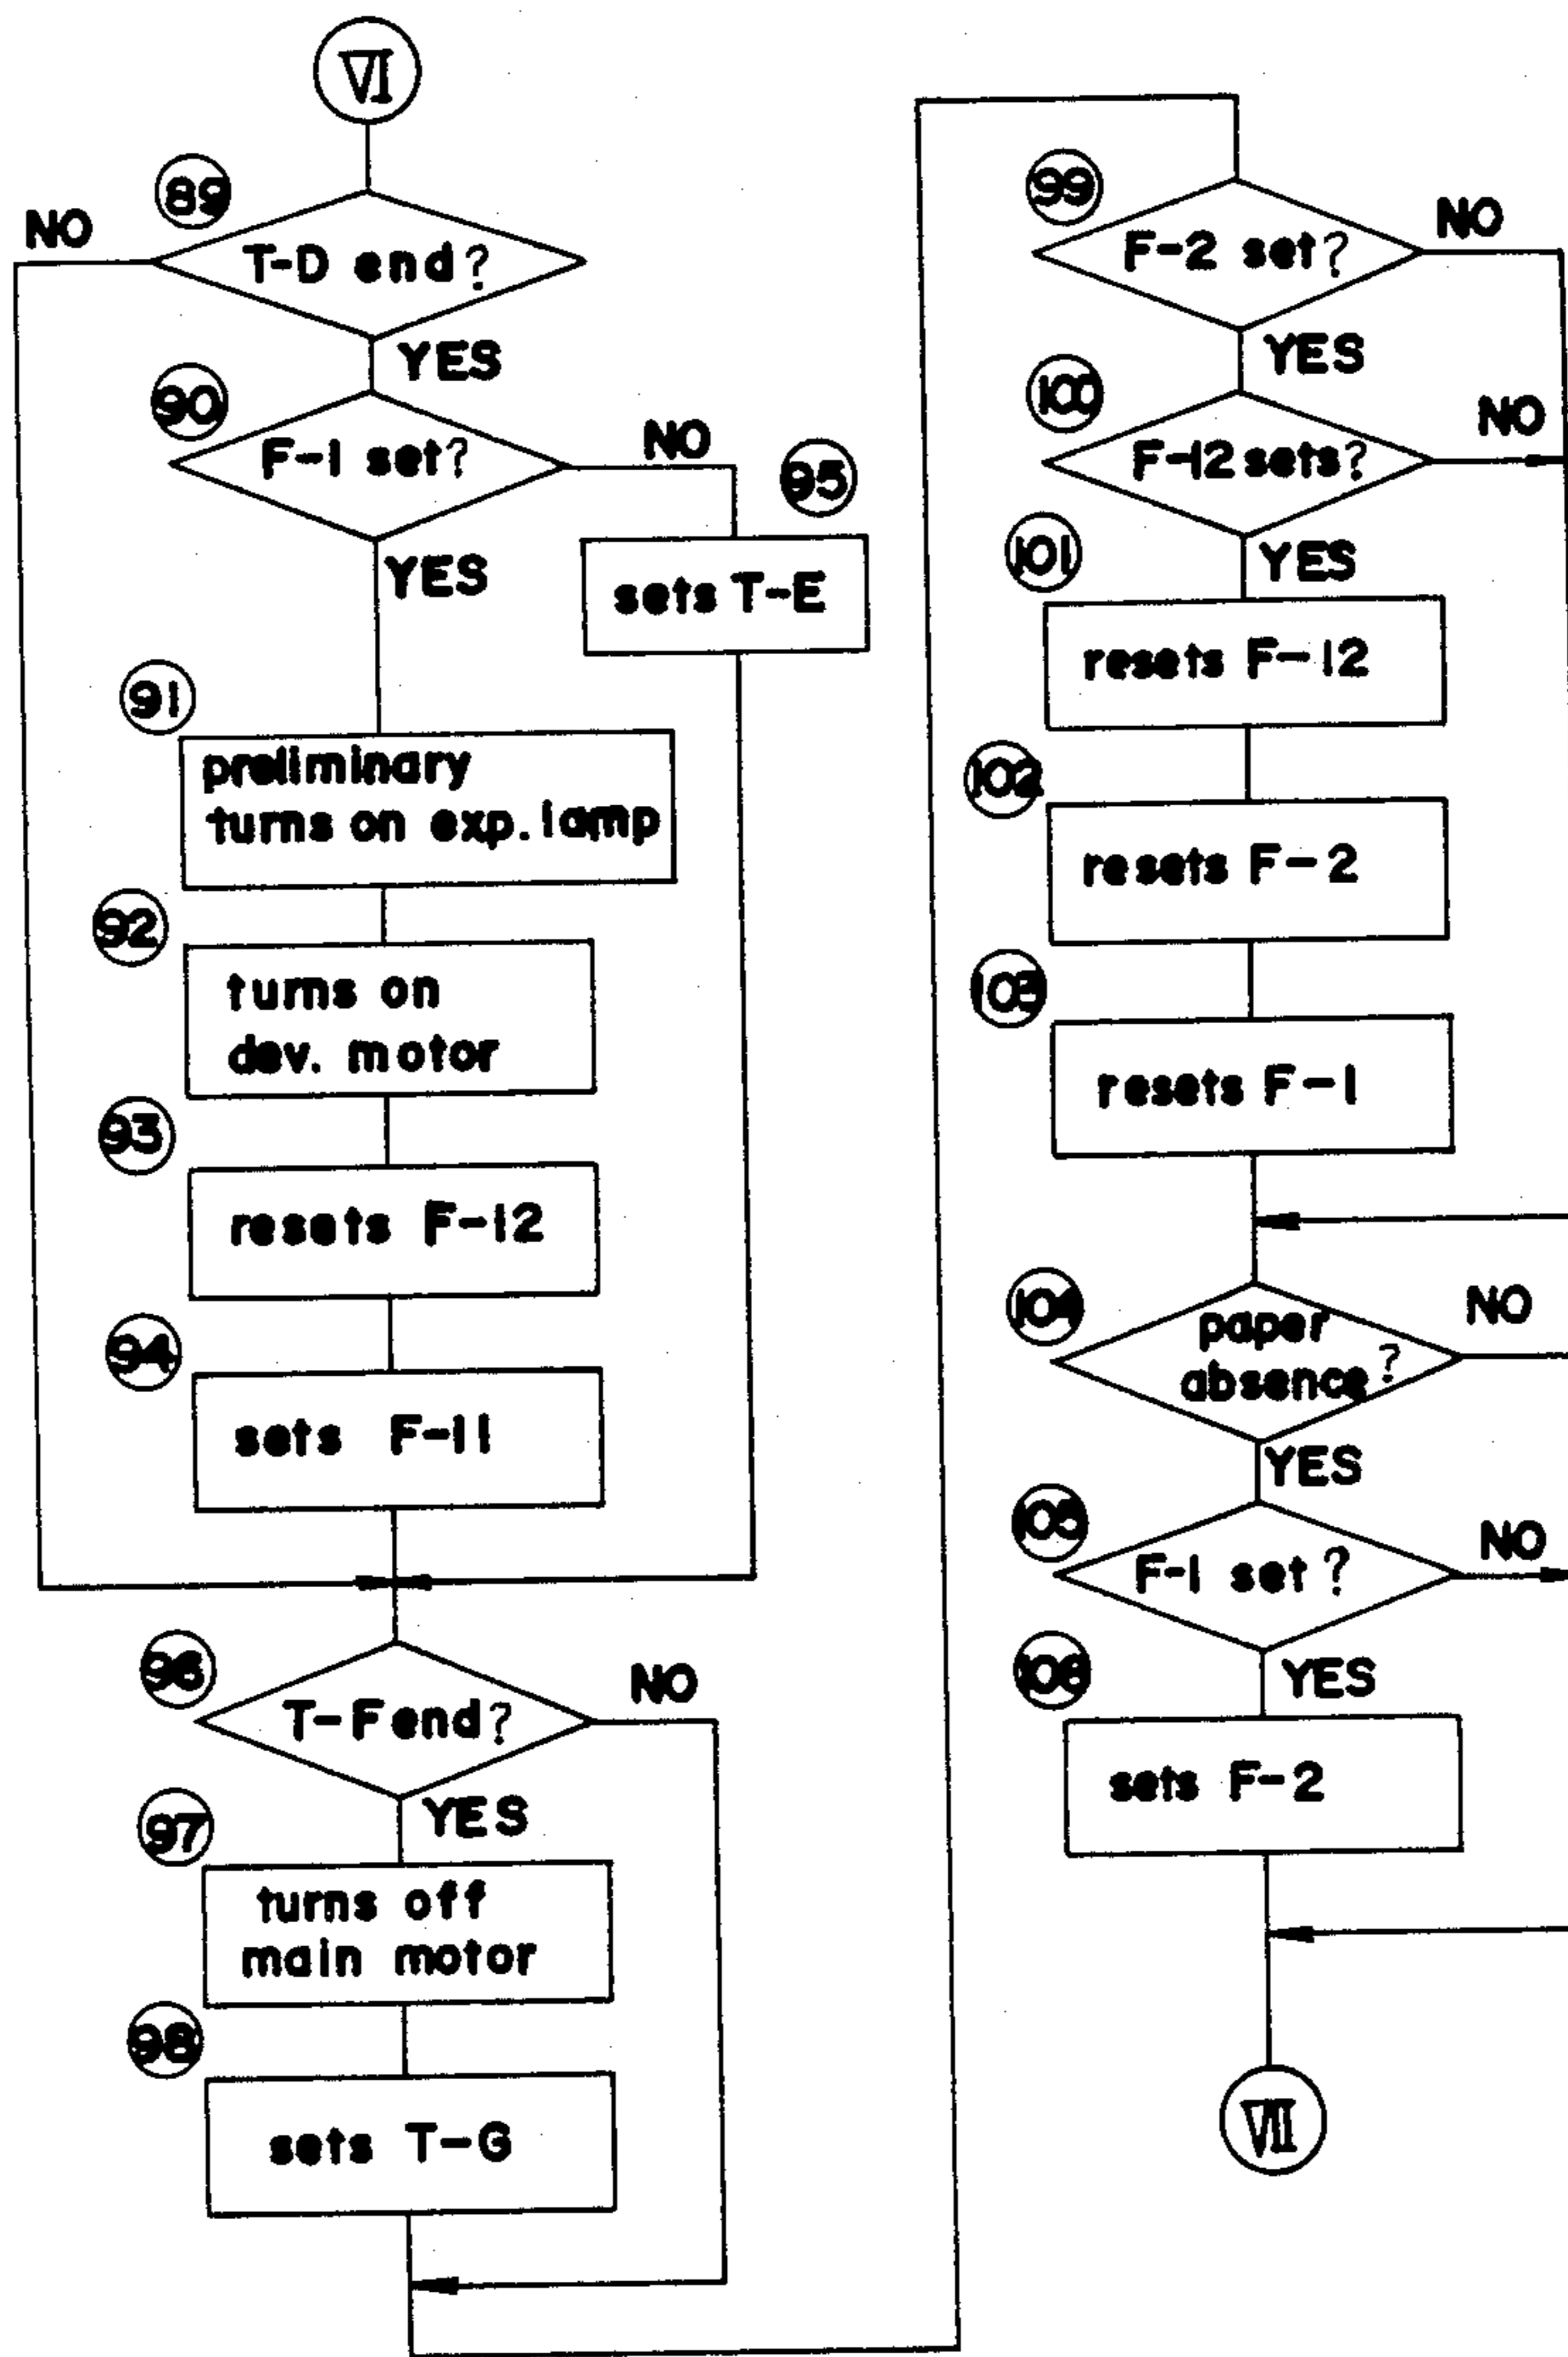 VI
89
NO
T-D end?
YES
90
F-1 set?
NO
95
YES
sets T-E
91
preliminary
turns on exp. lamp
92
turns on
dev. motor
93
resets F-12
94
sets F-11
96
T-F end?
NO
YES
97
turns off
main motor
98
sets T-G
99
F-2 set?
NO
YES
100
F-12 sets?
NO
YES
101
resets F-12
102
resets F-2
103
resets F-1
104
paper
absence?
NO
YES
105
F-1 set?
NO
YES
106
sets F-2
VII